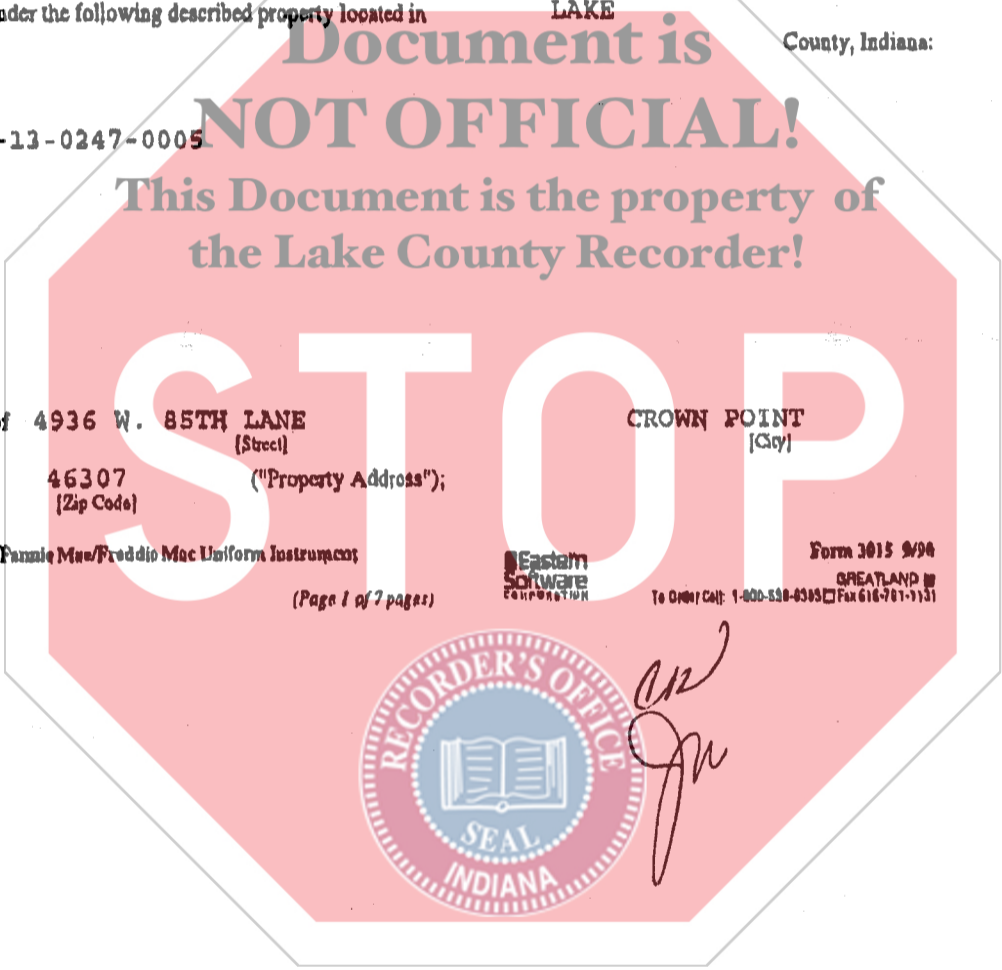 der the following described property located in LAKE
County, Indiana:
Document is
NOT OFFICIAL!
-13-0247-0005
This Document is the property of
the Lake County Recorder!
STOP
f 4936 W. 85TH LANE CROWN POINT
[Street] [City]
46307 ("Property Address");
[Zip Code]
Fannie Mae/Freddie Mac Uniform Instrument Form 3015 9/90
Eastern
Software
CORPORATION
GREATLAND
(Page 1 of 7 pages) To Order Call: 1-800-530-9393 Fax 616-791-1131
RECORDER'S OFFICE
SEAL
INDIANA